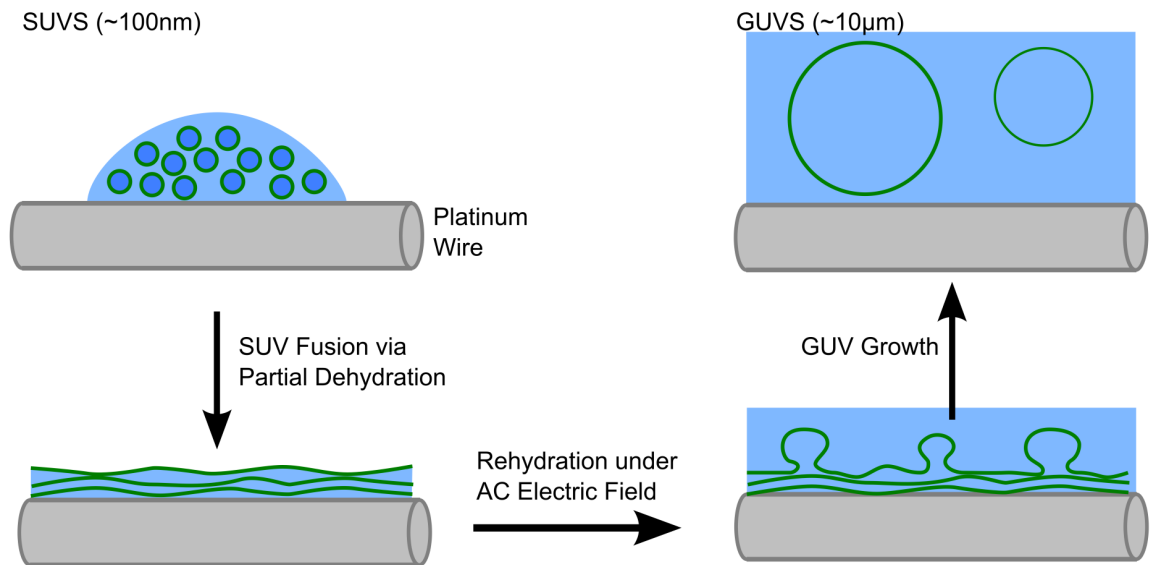 SUVS (~100nm)
GUVS (~10µm)
Platinum
Wire
SUV Fusion via
Partial Dehydration
GUV Growth
Rehydration under
AC Electric Field